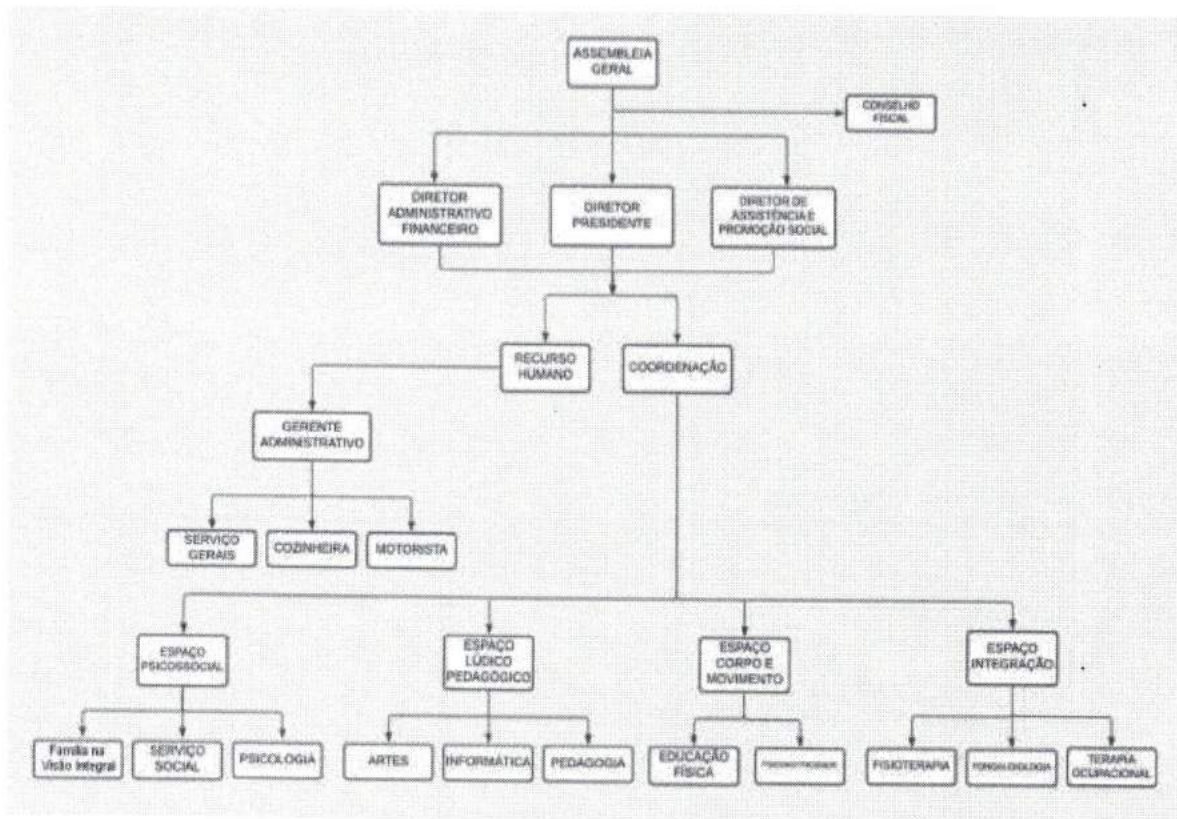 ASSEMBLEIA
GERAL
CONSELHO
FISCAL
DIRETOR
ADMINISTRATIVO
FINANCEIRO
DIRETOR
PRESIDENTE
DIRETOR DE
ASSISTÊNCIA E
PROMOÇÃO SOCIAL
RECURSO
HUMANO
COORDENAÇÃO
GERENTE
ADMINISTRATIVO
SERVIÇO
GERAIS
COZINHEIRA
MOTORISTA
ESPAÇO
PSICOSSOCIAL
ESPAÇO
LÚDICO
PEDAGÓGICO
ESPAÇO
CORPO E
MOVIMENTO
ESPAÇO
INTEGRAÇÃO
Família na
Visão Integral
SERVIÇO
SOCIAL
PSICOLOGIA
ARTES
INFORMÁTICA
PEDAGOGIA
EDUCAÇÃO
FÍSICA
FISIOTERAPIA
TERAPIA
OCUPACIONAL